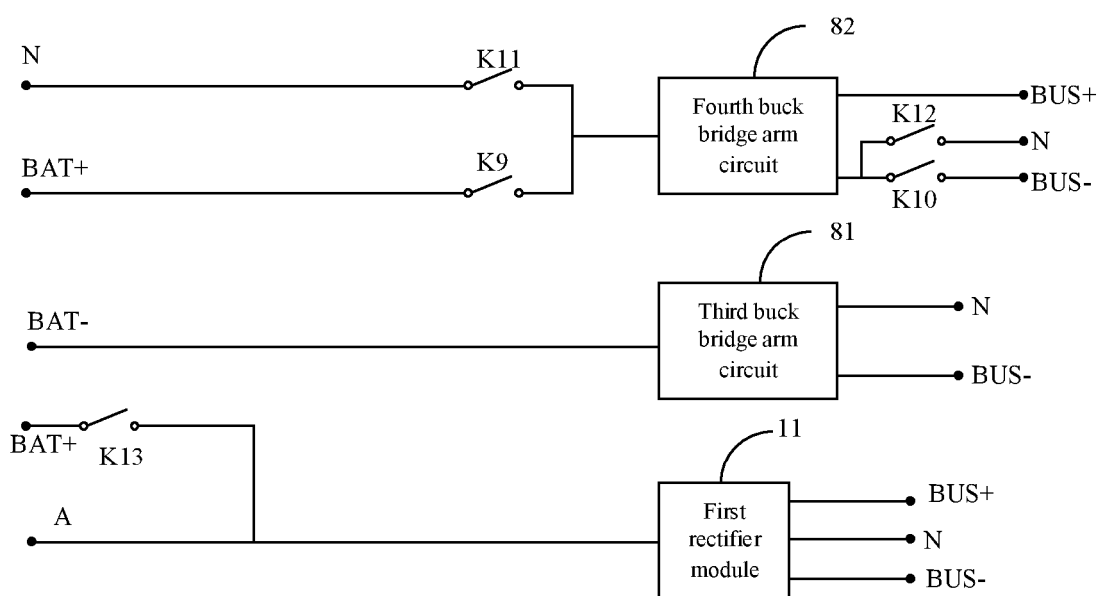 82
N
K11
BUS+
Fourth buck
bridge arm
circuit
K12
N
BAT+
K9
BUS-
K10
81
BAT-
Third buck
bridge arm
circuit
N
BUS-
BAT+
K13
11
A
First
rectifier
module
BUS+
N
BUS-